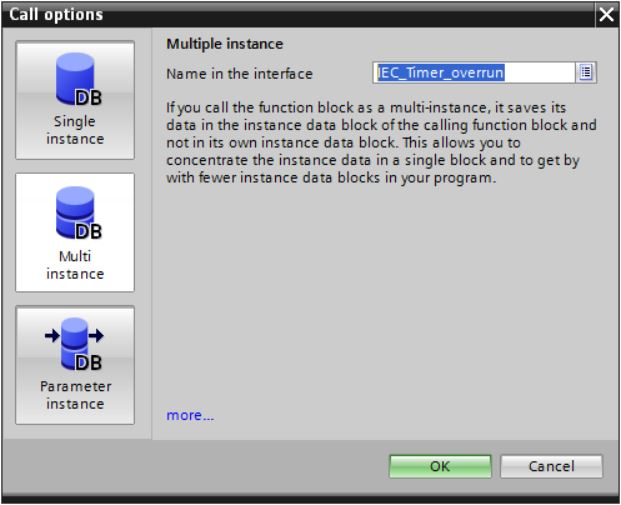 Call options
DB
Single
instance
DB
Multi
instance
DB
Parameter
instance
Multiple instance
Name in the interface IEC_Timer_overrun
If you call the function block as a multi-instance, it saves its
data in the instance data block of the calling function block and
not in its own instance data block. This allows you to
concentrate the instance data in a single block and to get by
with fewer instance data blocks in your program.
more...
OK Cancel